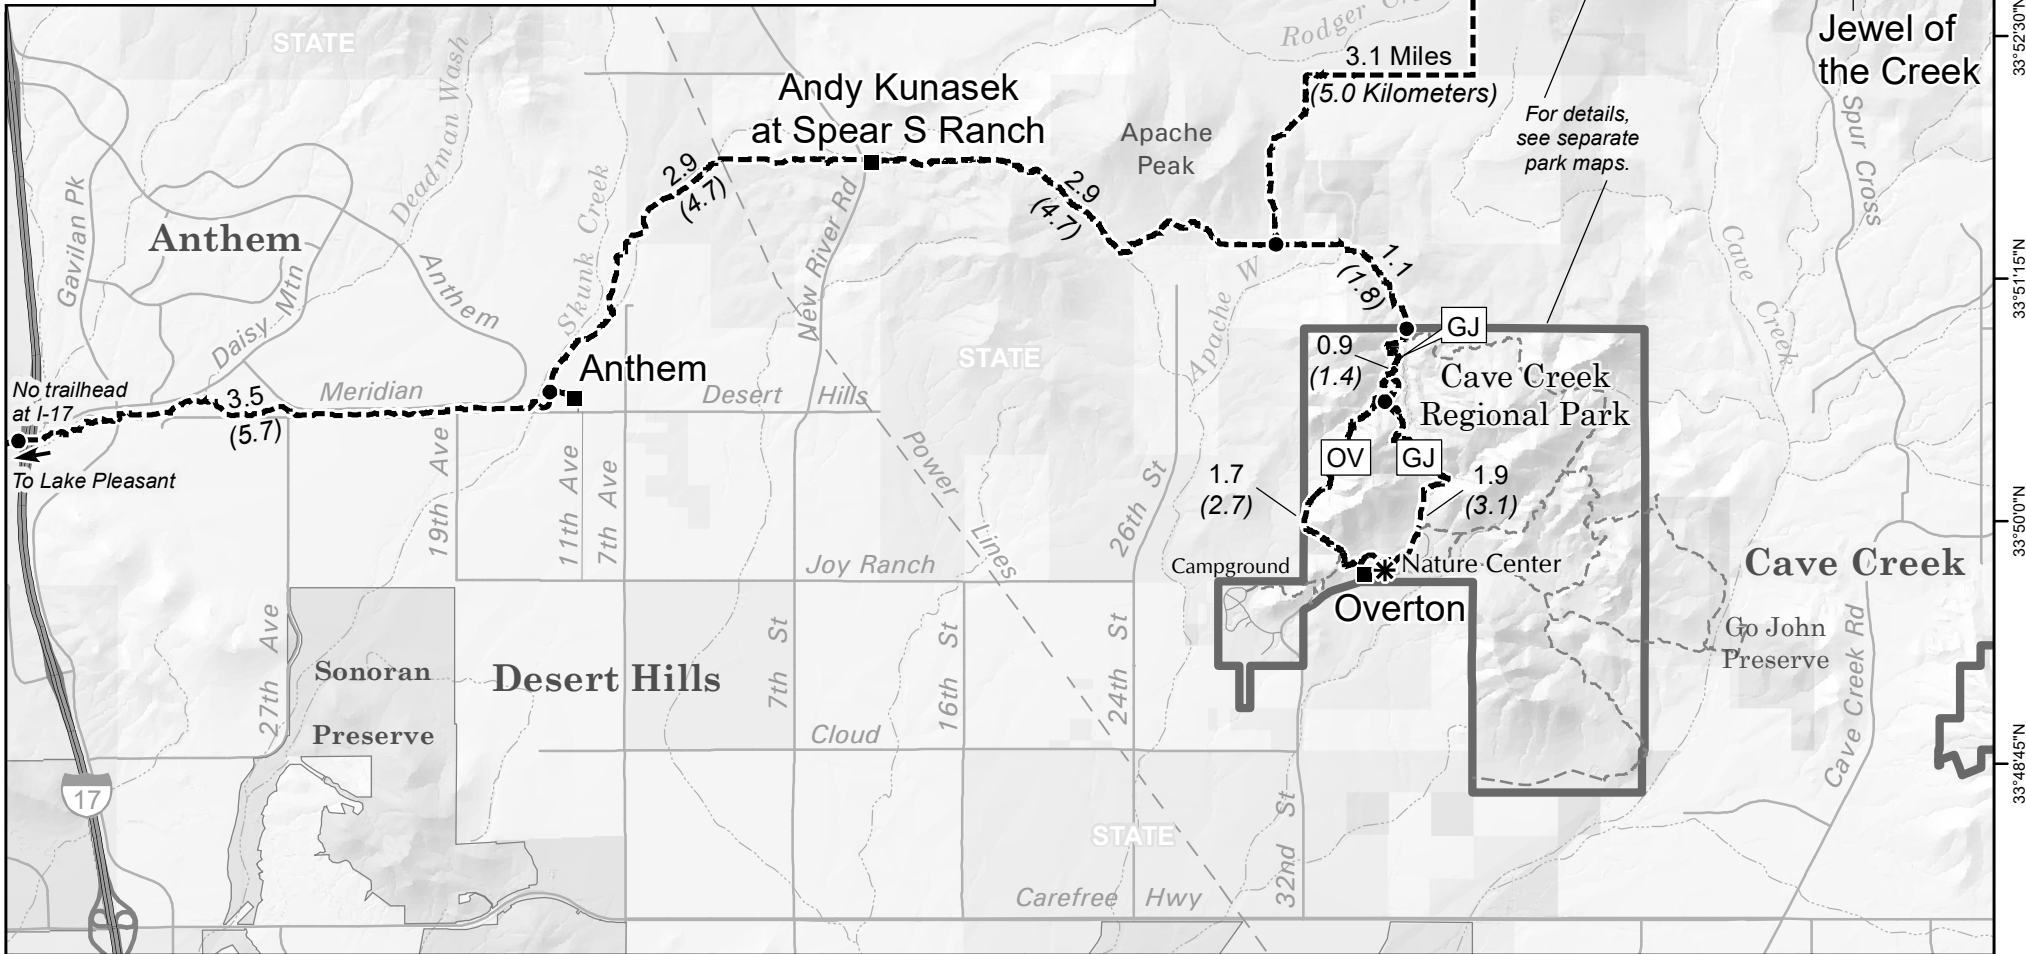 STATE
Deadman Wash
Rodger Cr
3.1 Miles
(5.0 Kilometers)
Jewel of
the Creek
33°52'30"N
Andy Kunasek
at Spear S Ranch
Apache
Peak
For details,
see separate
park maps.
Spur Cross
Gavilan Pk
Anthem
Daisy Mtn
Anthem
Skunk Creek
2.9
(4.7)
New River Rd
2.9
(4.7)
Apache W
1.1
(1.8)
Cave Creek
33°51'15"N
No trailhead
at I-17
To Lake Pleasant
3.5
(5.7)
Meridian
Anthem
Desert Hills
STATE
GJ
0.9
(1.4)
Cave Creek
Regional Park
OV
GJ
1.7
(2.7)
1.9
(3.1)
Power Lines
19th Ave
11th Ave
7th Ave
26th St
Joy Ranch
Campground
Nature Center
Overton
Cave Creek
33°50'0"N
27th Ave
Sonoran
Preserve
Desert Hills
7th St
16th St
24th St
Go John
Preserve
Cave Creek Rd
Cloud
33°48'45"N
17
STATE
32nd St
Carefree Hwy